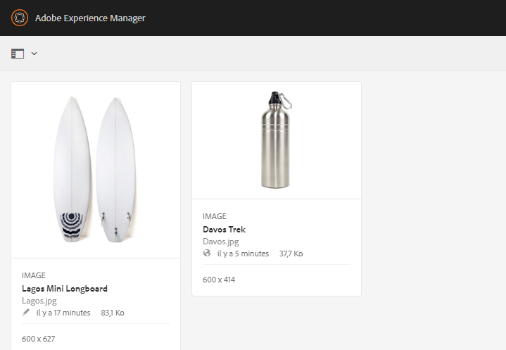 Adobe Experience Manager
IMAGE
Lagos Mini Longboard
Lagos.jpg
il y a 17 minutes 83,1 Ko
600 x 627
IMAGE
Davos Trek
Davos.jpg
il y a 5 minutes 37,7 Ko
600 x 414